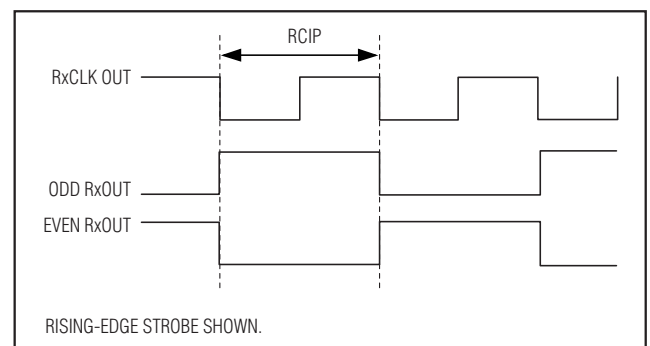 RCIP
RxCLK OUT
ODD RxOUT
EVEN RxOUT
RISING-EDGE STROBE SHOWN.